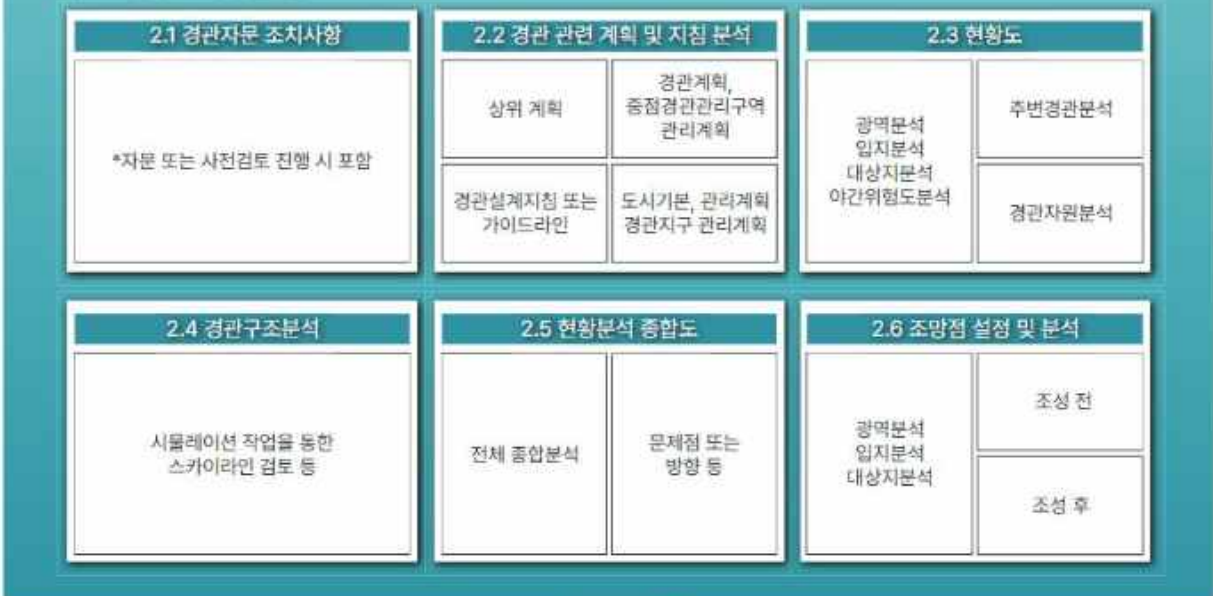 2.1 경관자문 조치사항
*자문 또는 사전검토 진행 시 포함
2.2 경관 관련 계획 및 지침 분석
상위 계획
경관계획,
중점경관관리구역
관리계획
경관설계지침 또는
가이드라인
도시기본, 관리계획
경관지구 관리계획
2.3 현황도
광역분석
입지분석
대상지분석
야간위험도분석
주변경관분석
경관자원분석
2.4 경관구조분석
시뮬레이션 작업을 통한
스카이라인 검토 등
2.5 현황분석 종합도
전체 종합분석
문제점 또는
방향 등
2.6 조망점 설정 및 분석
광역분석
입지분석
대상지분석
조성 전
조성 후